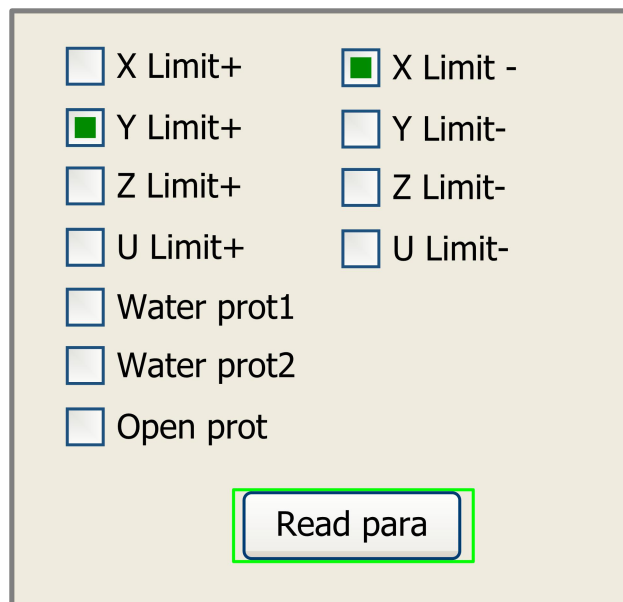 X Limit+ X Limit -
Y Limit+ Y Limit-
Z Limit+ Z Limit-
U Limit+ U Limit-
Water prot1
Water prot2
Open prot
Read para